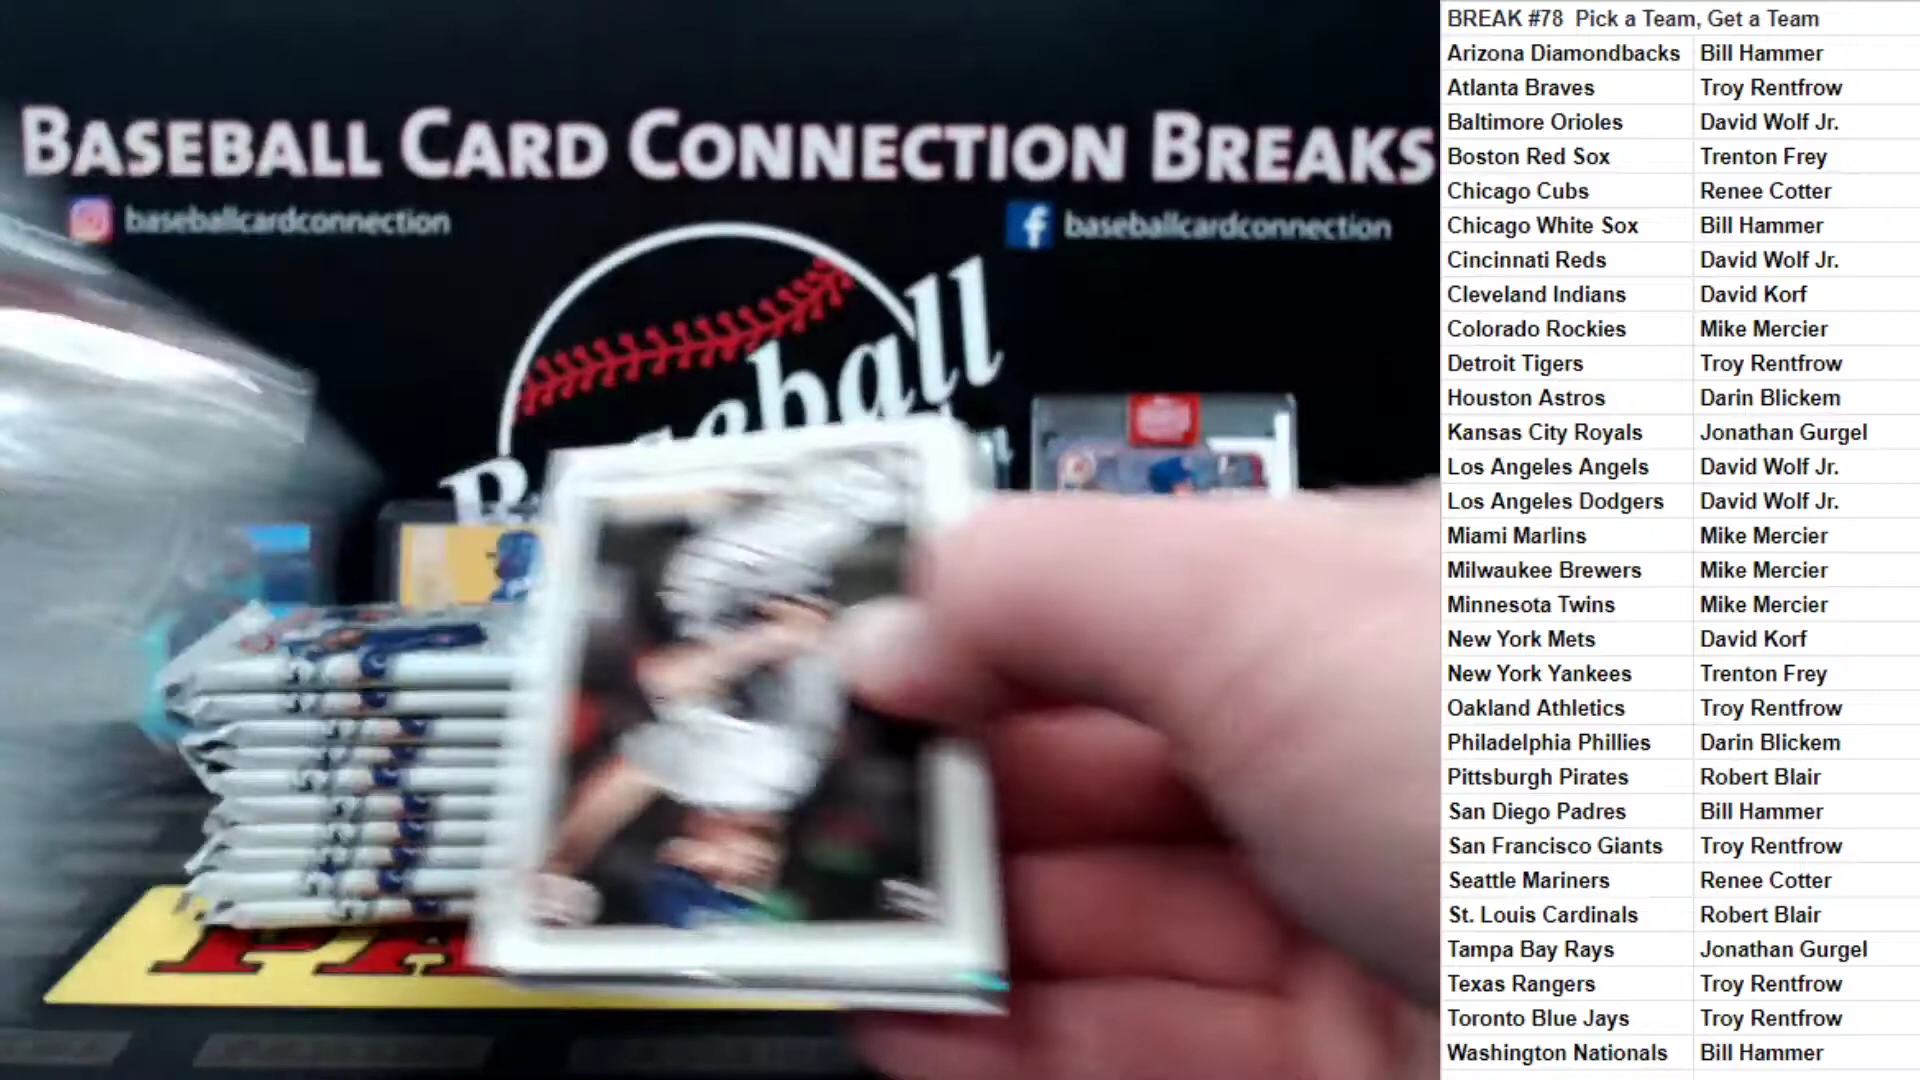 BASEBALL CARD CONNECTION BREAKS
baseballcardconnection
baseballcardconnection
Baseball
PA
BREAK #78 Pick a Team, Get a Team
Arizona Diamondbacks Bill Hammer
Atlanta Braves Troy Rentfrow
Baltimore Orioles David Wolf Jr.
Boston Red Sox Trenton Frey
Chicago Cubs Renee Cotter
Chicago White Sox Bill Hammer
Cincinnati Reds David Wolf Jr.
Cleveland Indians David Korf
Colorado Rockies Mike Mercier
Detroit Tigers Troy Rentfrow
Houston Astros Darin Blickem
Kansas City Royals Jonathan Gurgel
Los Angeles Angels David Wolf Jr.
Los Angeles Dodgers David Wolf Jr.
Miami Marlins Mike Mercier
Milwaukee Brewers Mike Mercier
Minnesota Twins Mike Mercier
New York Mets David Korf
New York Yankees Trenton Frey
Oakland Athletics Troy Rentfrow
Philadelphia Phillies Darin Blickem
Pittsburgh Pirates Robert Blair
San Diego Padres Bill Hammer
San Francisco Giants Troy Rentfrow
Seattle Mariners Renee Cotter
St. Louis Cardinals Robert Blair
Tampa Bay Rays Jonathan Gurgel
Texas Rangers Troy Rentfrow
Toronto Blue Jays Troy Rentfrow
Washington Nationals Bill Hammer